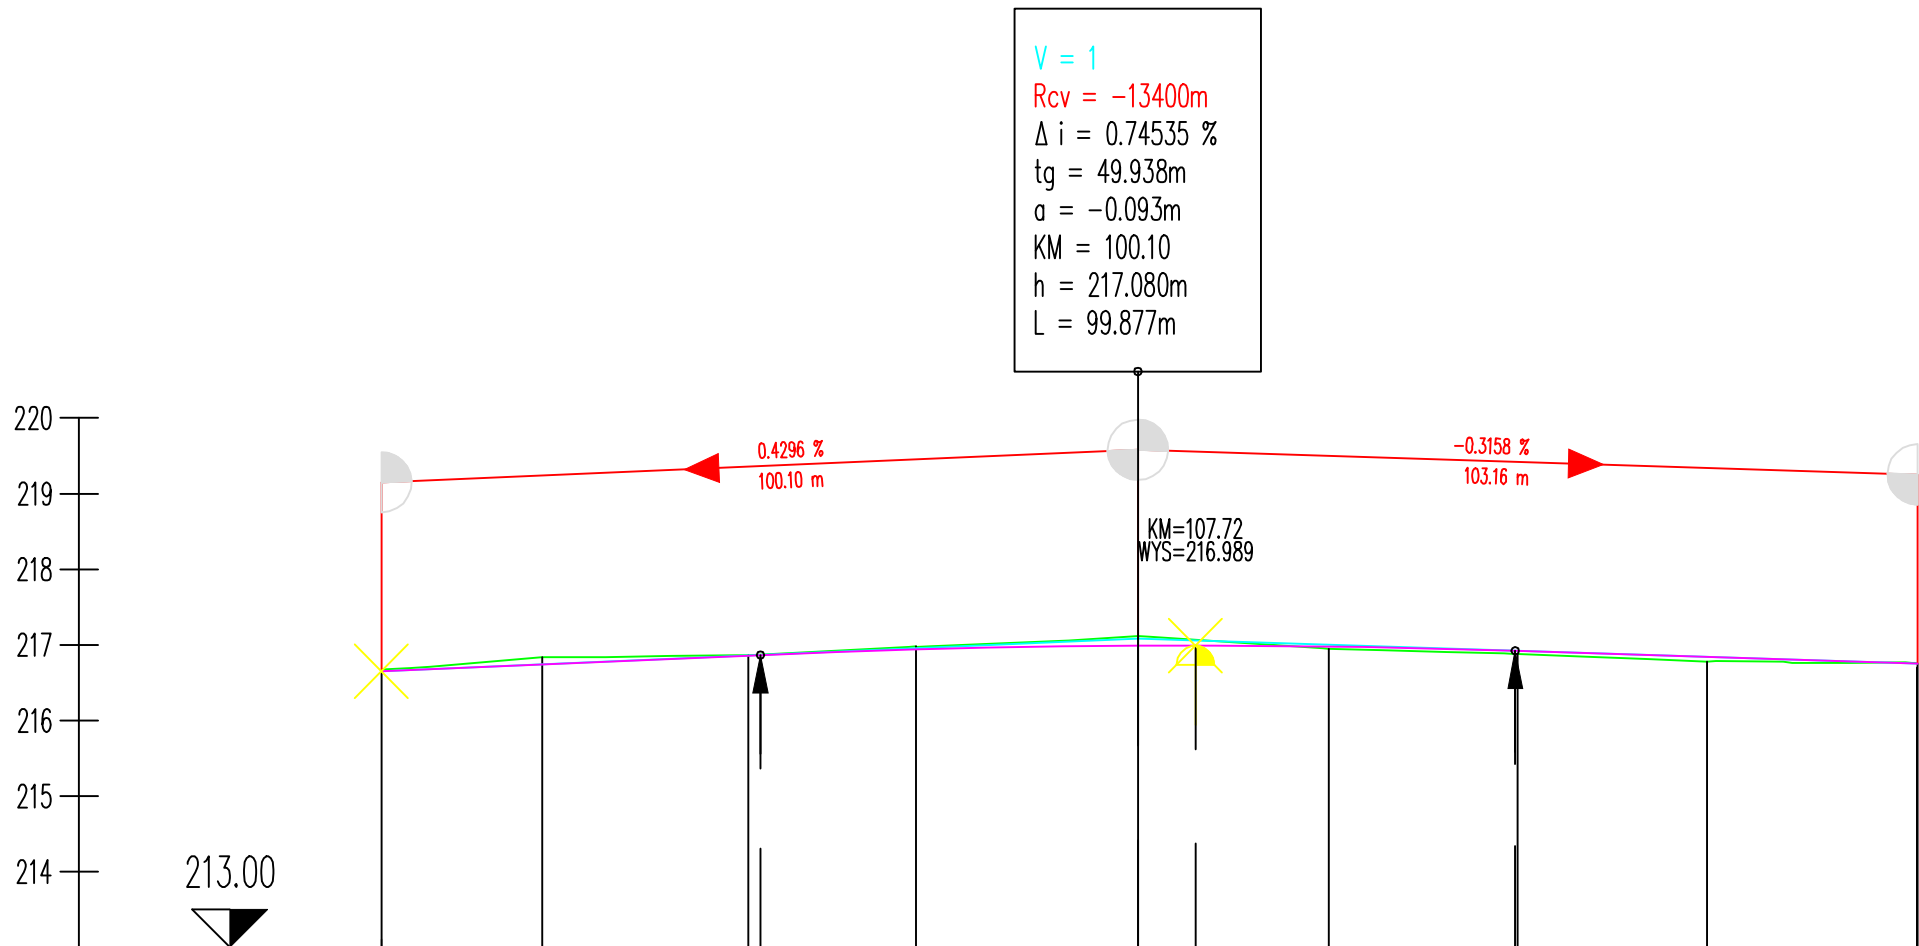 V = 1
Rcv = -13400m
Δ i = 0.74535 %
tg = 49.938m
a = -0.093m
KM = 100.10
h = 217.080m
L = 99.877m
220
0.4296 %
100.10 m
-0.3158 %
103.16 m
219
KM=107.72
WYS=216.989
218
217
216
215
214
213.00